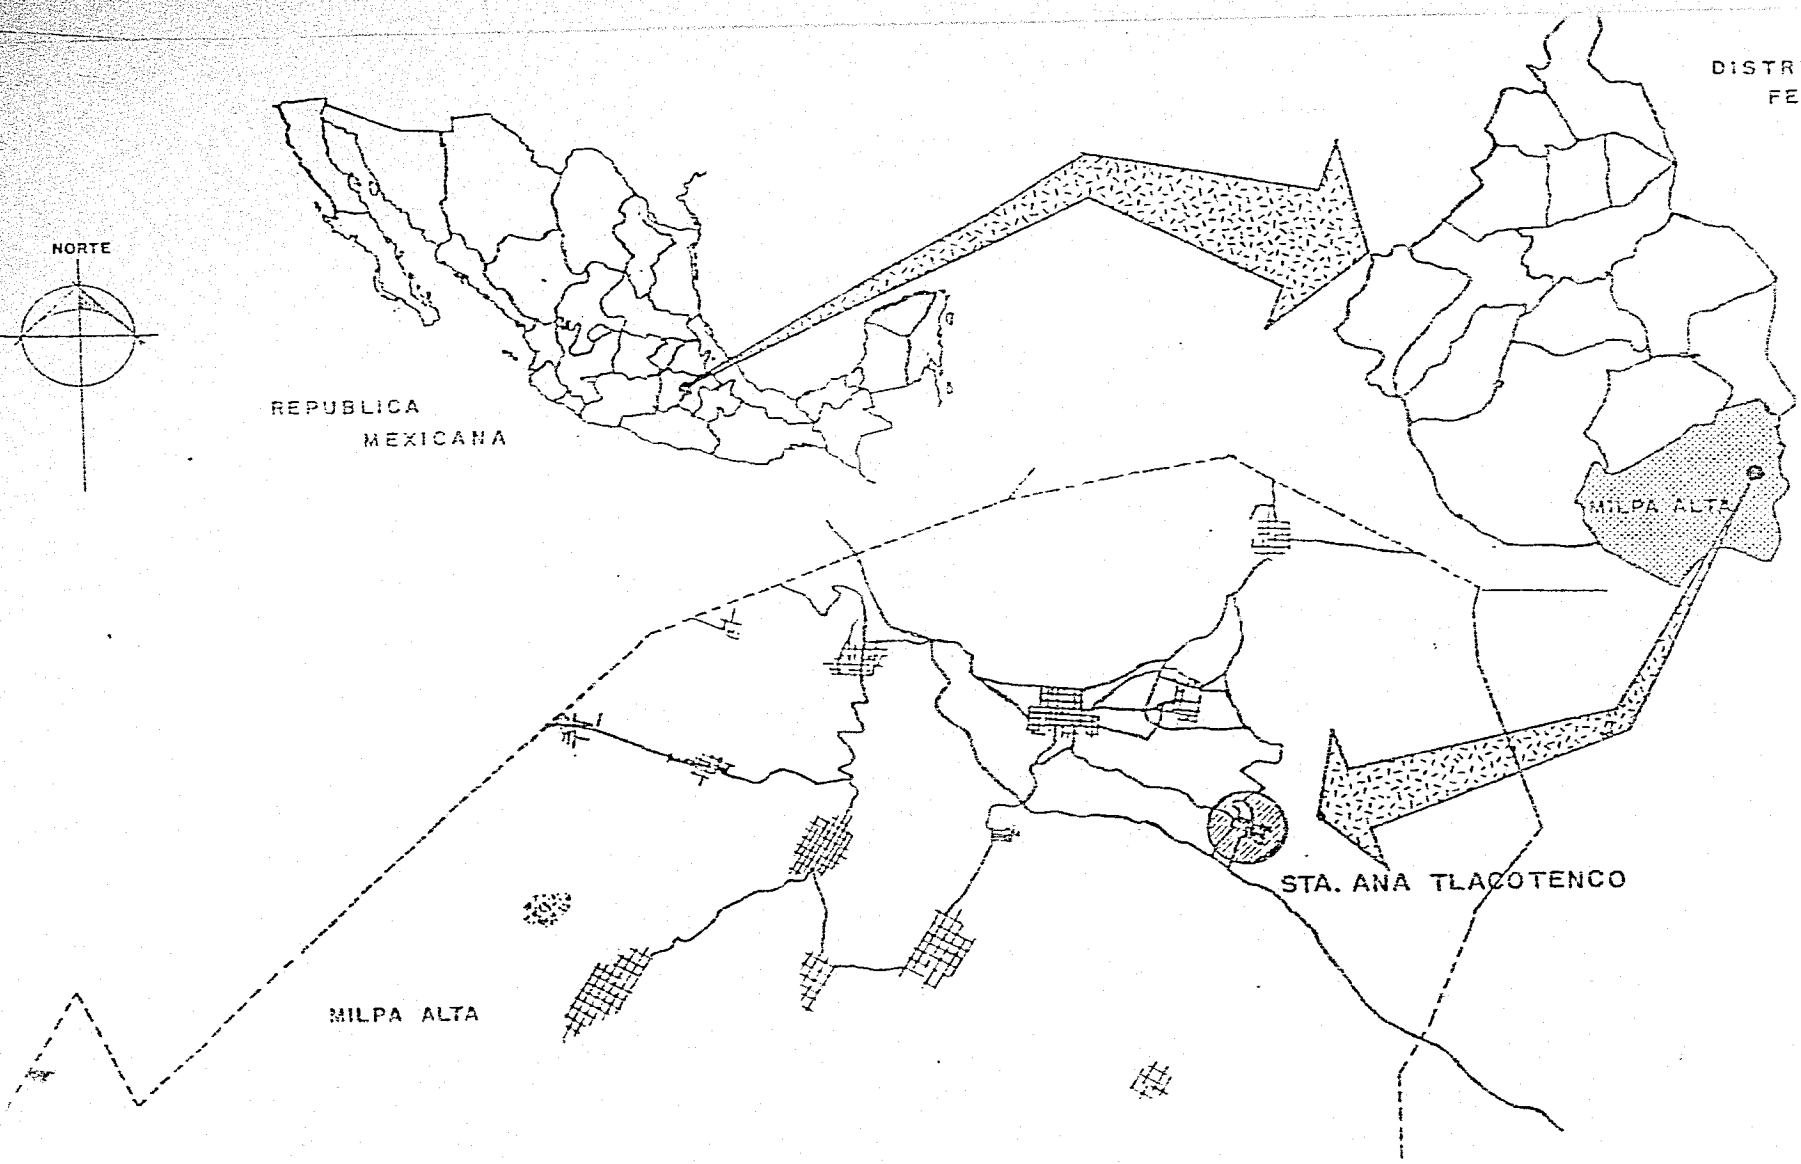 DISTR
FE
NORTE
REPUBLICA
MEXICANA
MILPA ALTA
STA. ANA TLACOTENCO
MILPA ALTA